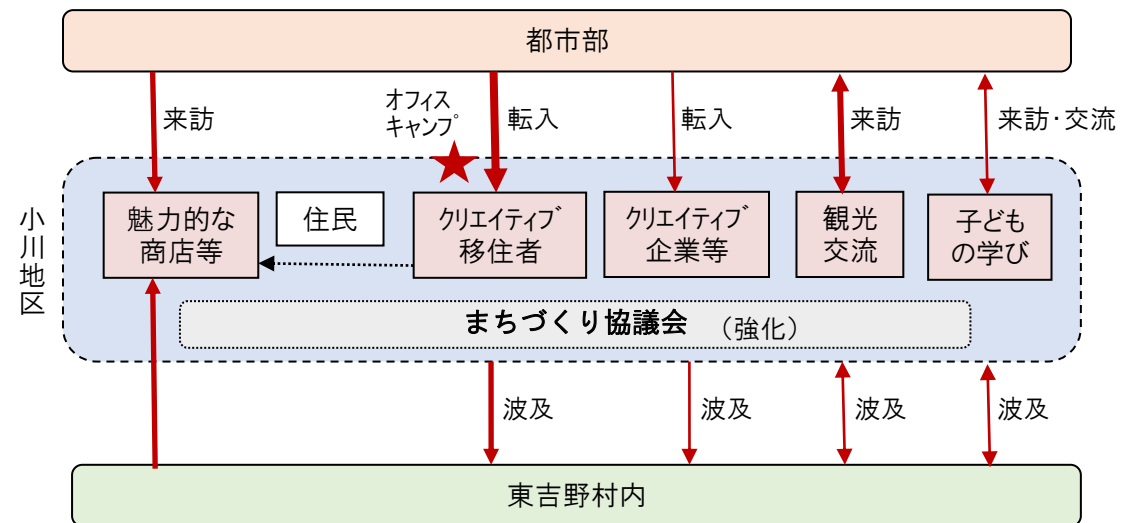 都市部
来訪
オフィス
キャンプ
転入
転入
来訪
来訪・交流
小川地区
魅力的な
商店等
住民
クリエイティブ
移住者
クリエイティブ
企業等
観光
交流
子ども
の学び
まちづくり協議会 （強化）
波及
波及
波及
波及
東吉野村内